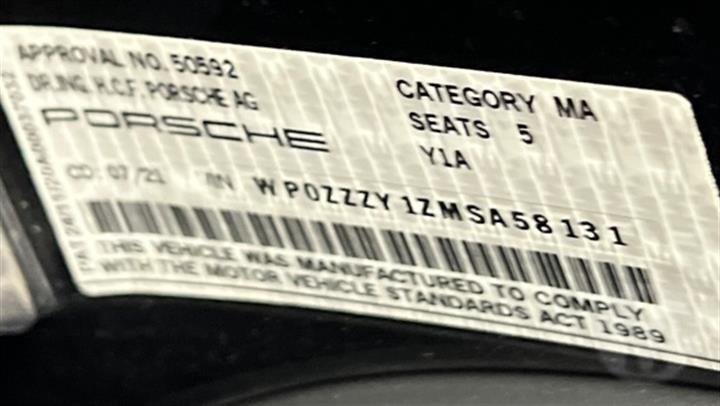 APPROVAL NO. 50592
DR.ING. H.C.F. PORSCHE AG
PORSCHE
CATEGORY MA
SEATS 5
Y1A
CD: 07/21 VIN WP0ZZZY1ZMSA58131
THIS VEHICLE WAS MANUFACTURED TO COMPLY
WITH THE MOTOR VEHICLE STANDARDS ACT 1989